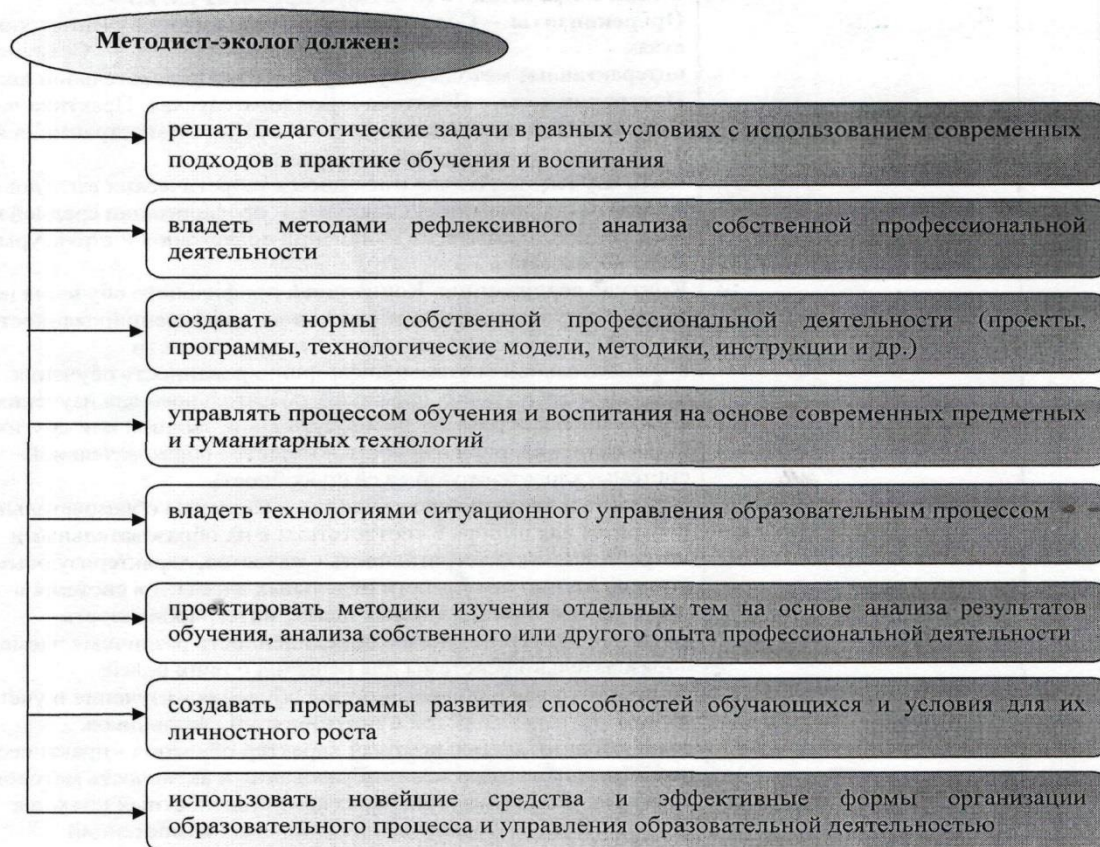 Методист-эколог должен:
решать педагогические задачи в разных условиях с использованием современных
подходов в практике обучения и воспитания
владеть методами рефлексивного анализа собственной профессиональной
деятельности
создавать нормы собственной профессиональной деятельности (проекты,
программы, технологические модели, методики, инструкции и др.)
управлять процессом обучения и воспитания на основе современных предметных
и гуманитарных технологий
владеть технологиями ситуационного управления образовательным процессом
проектировать методики изучения отдельных тем на основе анализа результатов
обучения, анализа собственного или другого опыта профессиональной деятельности
создавать программы развития способностей обучающихся и условия для их
личностного роста
использовать новейшие средства и эффективные формы организации
образовательного процесса и управления образовательной деятельностью